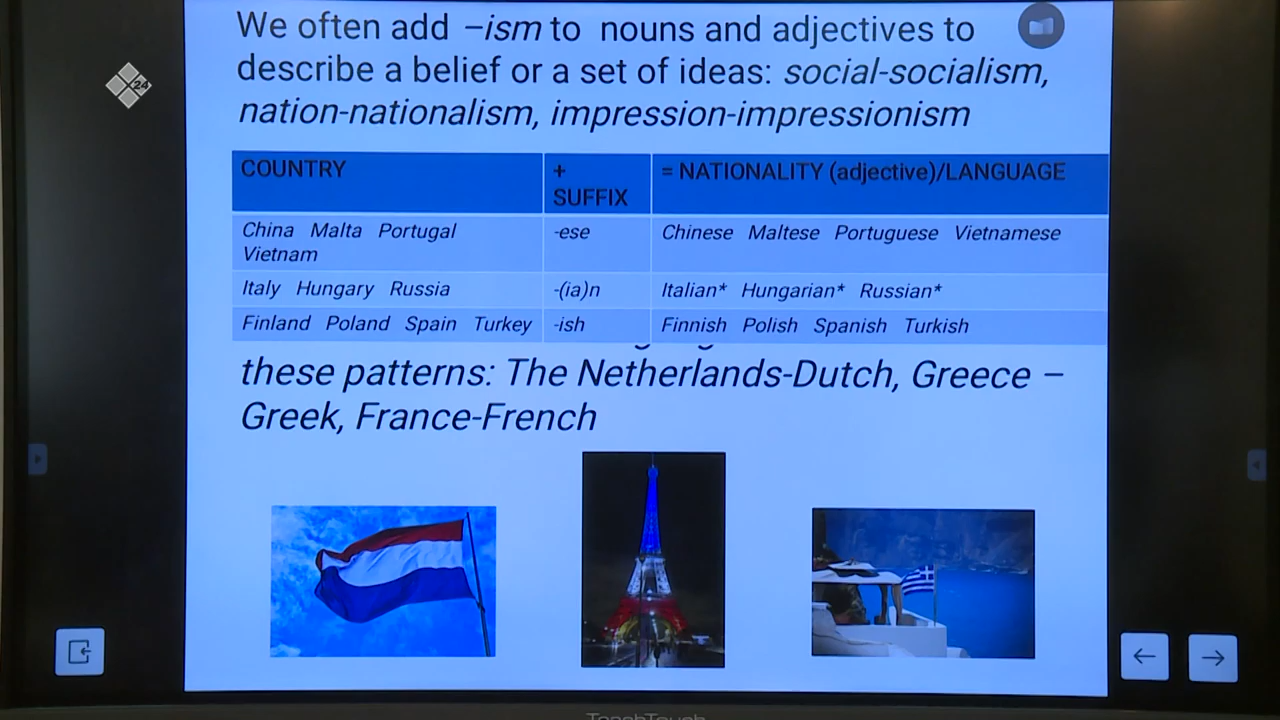 We often add –ism to nouns and adjectives to
describe a belief or a set of ideas: social-socialism,
nation-nationalism, impression-impressionism
COUNTRY + SUFFIX = NATIONALITY (adjective)/LANGUAGE
China Malta Portugal Vietnam -ese Chinese Maltese Portuguese Vietnamese
Italy Hungary Russia -(ia)n Italian* Hungarian* Russian*
Finland Poland Spain Turkey -ish Finnish Polish Spanish Turkish
these patterns: The Netherlands-Dutch, Greece –
Greek, France-French
x24